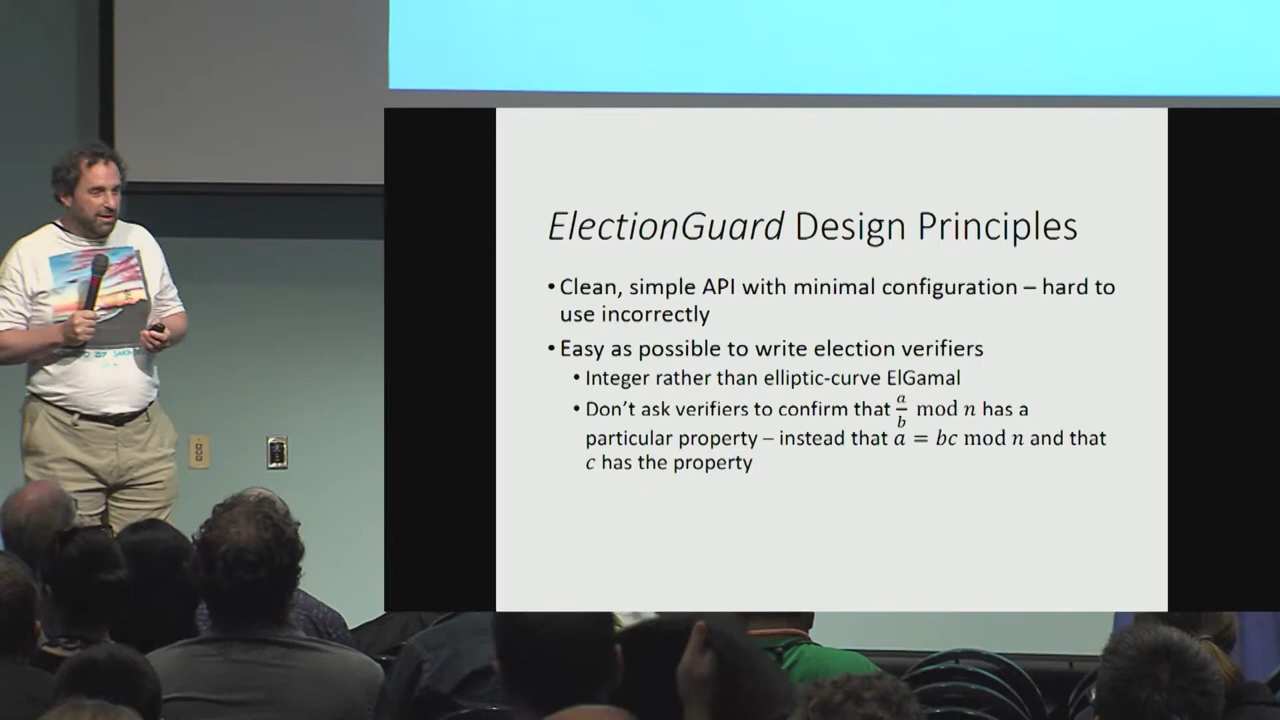 ElectionGuard Design Principles
• Clean, simple API with minimal configuration – hard to
use incorrectly
• Easy as possible to write election verifiers
• Integer rather than elliptic-curve ElGamal
• Don't ask verifiers to confirm that a/b mod n has a
particular property – instead that a = bc mod n and that
c has the property